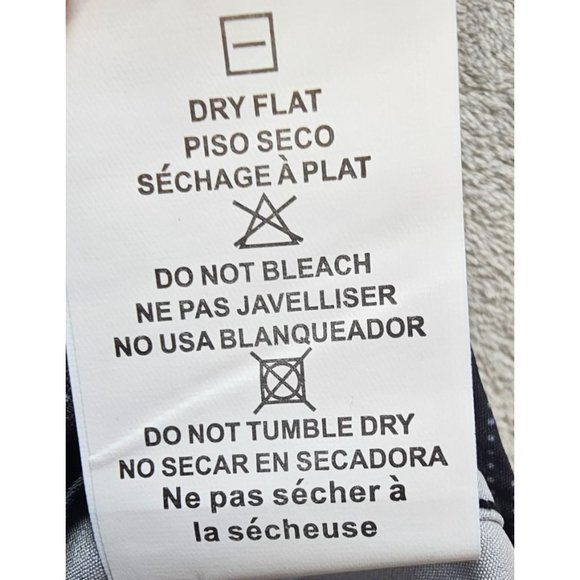 DRY FLAT
PISO SECO
SÉCHAGE À PLAT
DO NOT BLEACH
NE PAS JAVELLISER
NO USA BLANQUEADOR
DO NOT TUMBLE DRY
NO SECAR EN SECADORA
Ne pas sécher à
la sécheuse